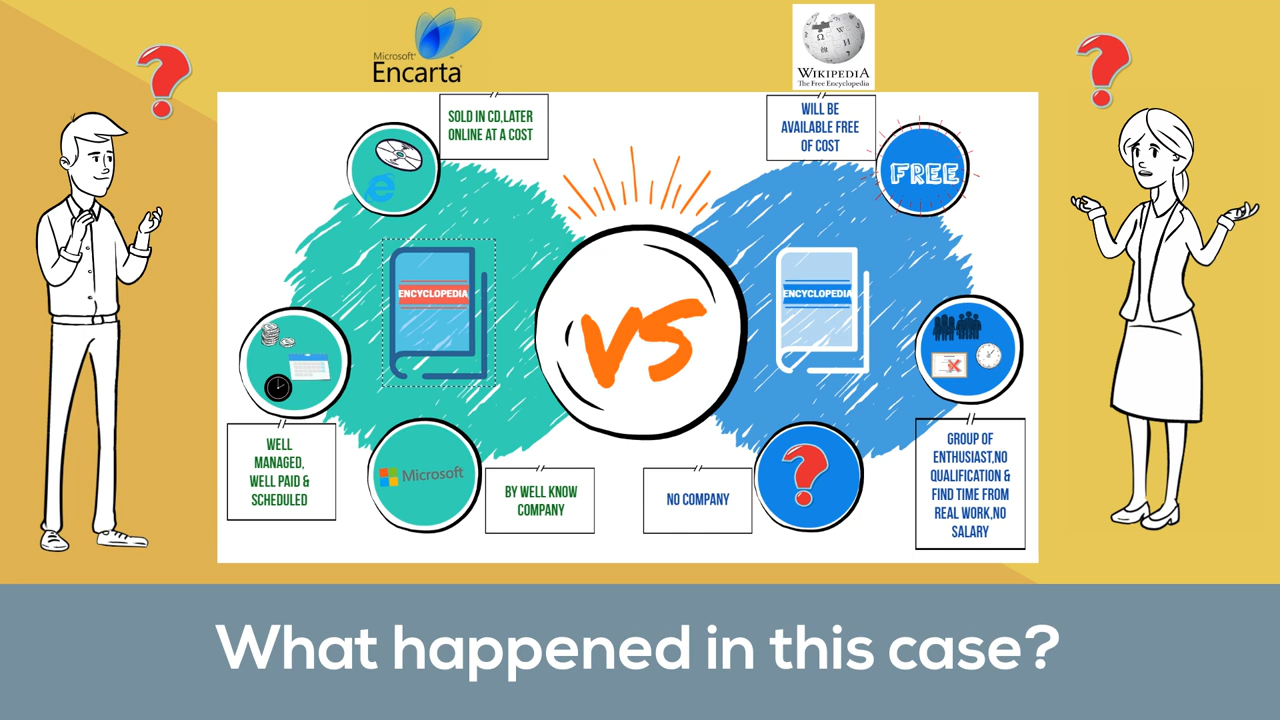 Microsoft®
Encarta
WIKIPEDIA
The Free Encyclopedia
SOLD IN CD,LATER
ONLINE AT A COST
WILL BE
AVAILABLE FREE
OF COST
FREE
ENCYCLOPEDIA
VS
ENCYCLOPEDIA
WELL
MANAGED,
WELL PAID &
SCHEDULED
Microsoft
BY WELL KNOW
COMPANY
NO COMPANY
GROUP OF
ENTHUSIAST,NO
QUALIFICATION &
FIND TIME FROM
REAL WORK,NO
SALARY
What happened in this case?